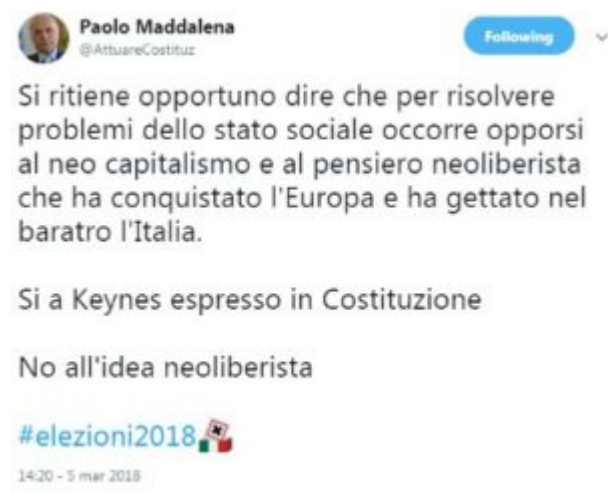 Paolo Maddalena
@AttuareCostituz
Following
Si ritiene opportuno dire che per risolvere
problemi dello stato sociale occorre opporsi
al neo capitalismo e al pensiero neoliberista
che ha conquistato l'Europa e ha gettato nel
baratro l'Italia.
Si a Keynes espresso in Costituzione
No all'idea neoliberista
#elezioni2018
14:20 - 5 mar 2018